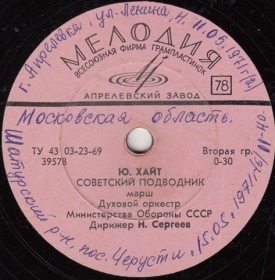 г. Апрелевка, ул. Ленина, 4. 11.05.1971 г(2)
МЕЛОДИЯ
ВСЕСОЮЗНАЯ ФИРМА ГРАМПЛАСТИНОК
78
АПРЕЛЕВСКИЙ ЗАВОД
Московская область.
ТУ 43 03-23-69
39578
Вторая гр.
0-30
Ю. ХАЙТ
СОВЕТСКИЙ ПОДВОДНИК
марш
Духовой оркестр
Министерства Обороны СССР
Дирижер Н. Сергеев
Шатурский р-н, пос. Черусти. 15.05.1971